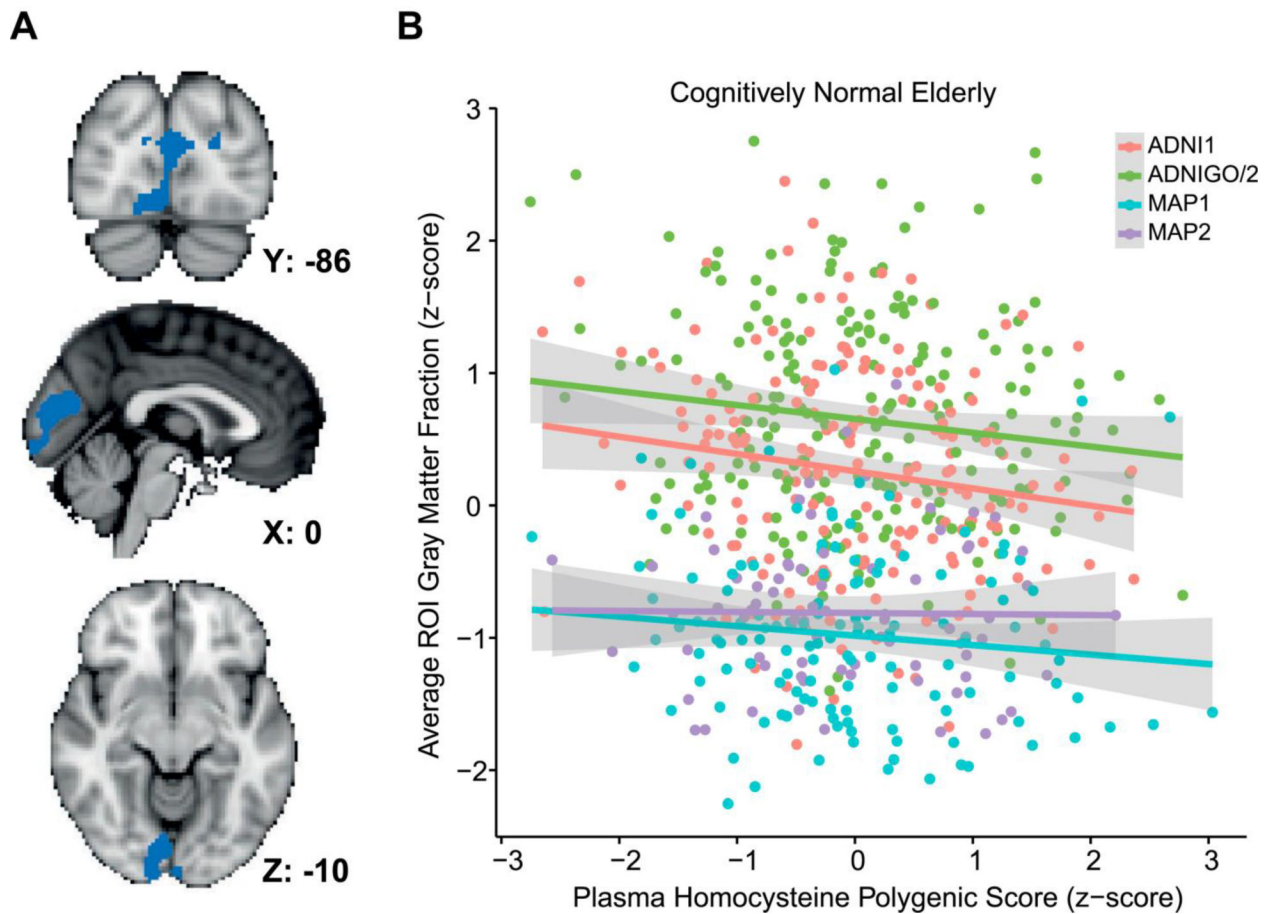 A
Y: -86
X: 0
Z: -10
B
Cognitively Normal Elderly
ADNI1
ADNIGO/2
MAP1
MAP2
Average ROI Gray Matter Fraction (z−score)
3
2
1
0
−1
−2
−3 −2 −1 0 1 2 3
Plasma Homocysteine Polygenic Score (z−score)